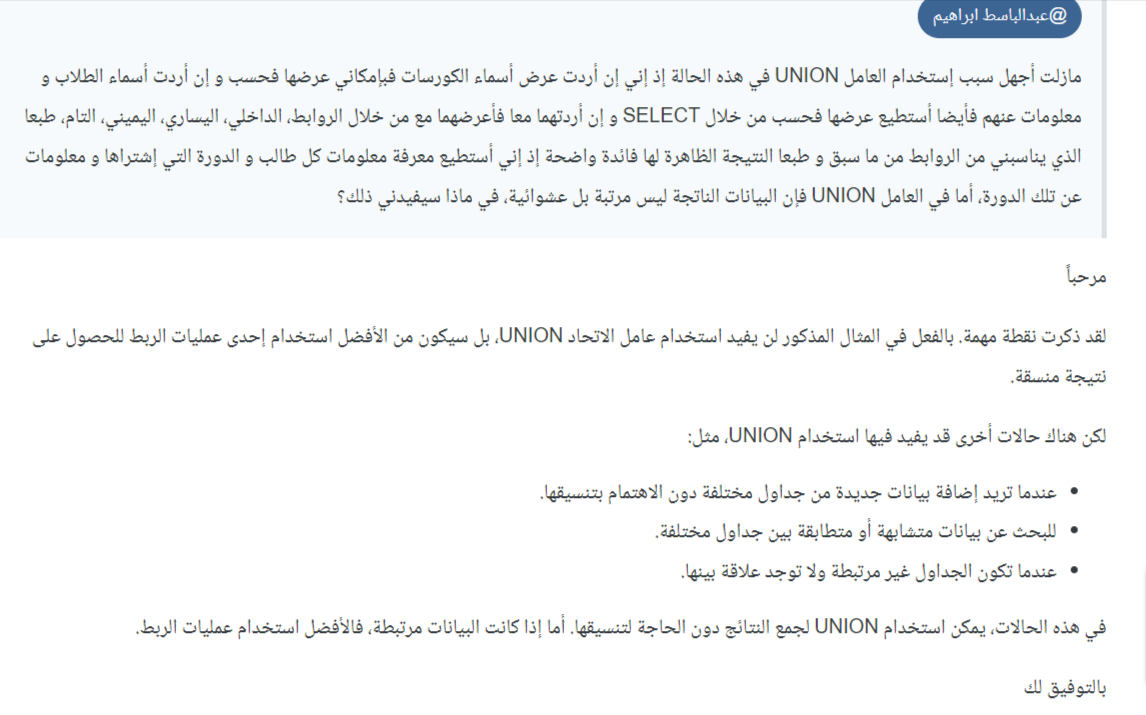 @عبدالباسط ابراهيم
مازلت أجهل سبب إستخدام العامل UNION في هذه الحالة إذ إني إن أردت عرض أسماء الكورسات فبإمكاني عرضها فحسب و إن أردت أسماء الطلاب و
معلومات عنهم فأيضا أستطيع عرضها فحسب من خلال SELECT و إن أردتهما معا فأعرضهما مع من خلال الروابط، الداخلي، اليساري، اليميني، التام، طبعا
الذي يناسبني من الروابط من ما سبق و طبعا النتيجة الظاهرة لها فائدة واضحة إذ إني أستطيع معرفة معلومات كل طالب و الدورة التي إشتراها و معلومات
عن تلك الدورة، أما في العامل UNION فإن البيانات الناتجة ليس مرتبة بل عشوائية، في ماذا سيفيدني ذلك؟
مرحباً
لقد ذكرت نقطة مهمة. بالفعل في المثال المذكور لن يفيد استخدام عامل الاتحاد UNION، بل سيكون من الأفضل استخدام إحدى عمليات الربط للحصول على
نتيجة منسقة.
لكن هناك حالات أخرى قد يفيد فيها استخدام UNION، مثل:
• عندما تريد إضافة بيانات جديدة من جداول مختلفة دون الاهتمام بتنسيقها.
• للبحث عن بيانات متشابهة أو متطابقة بين جداول مختلفة.
• عندما تكون الجداول غير مرتبطة ولا توجد علاقة بينها.
في هذه الحالات، يمكن استخدام UNION لجمع النتائج دون الحاجة لتنسيقها. أما إذا كانت البيانات مرتبطة، فالأفضل استخدام عمليات الربط.
بالتوفيق لك